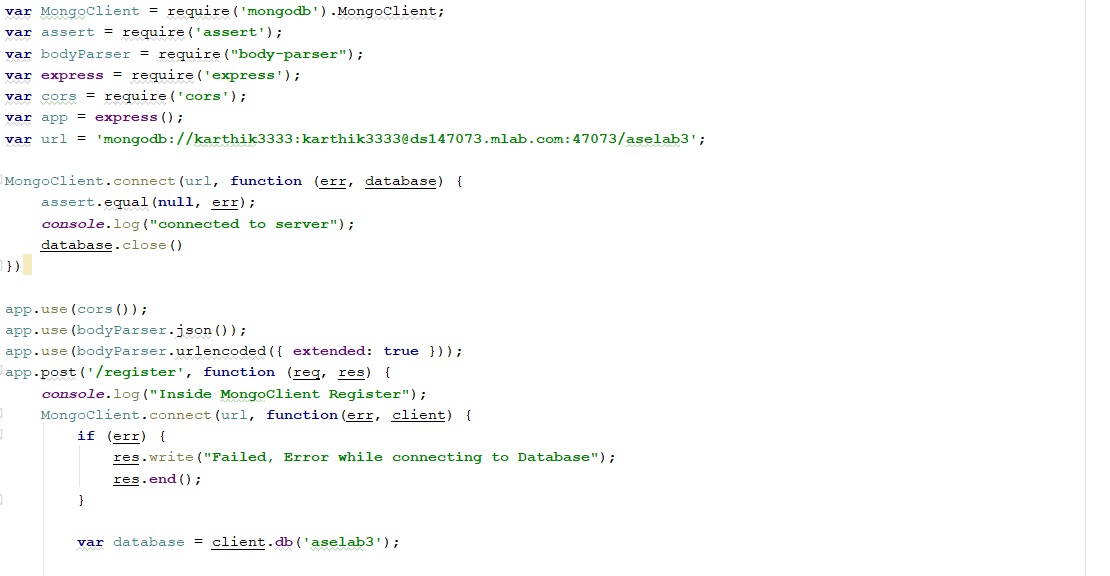 var MongoClient = require('mongodb').MongoClient;
var assert = require('assert');
var bodyParser = require("body-parser");
var express = require('express');
var cors = require('cors');
var app = express();
var url = 'mongodb://karthik3333:karthik3333@ds147073.mlab.com:47073/aselab3';

MongoClient.connect(url, function (err, database) {
    assert.equal(null, err);
    console.log("connected to server");
    database.close()
})

app.use(cors());
app.use(bodyParser.json());
app.use(bodyParser.urlencoded({ extended: true }));
app.post('/register', function (req, res) {
    console.log("Inside MongoClient Register");
    MongoClient.connect(url, function(err, client) {
        if (err) {
            res.write("Failed, Error while connecting to Database");
            res.end();
        }

        var database = client.db('aselab3');